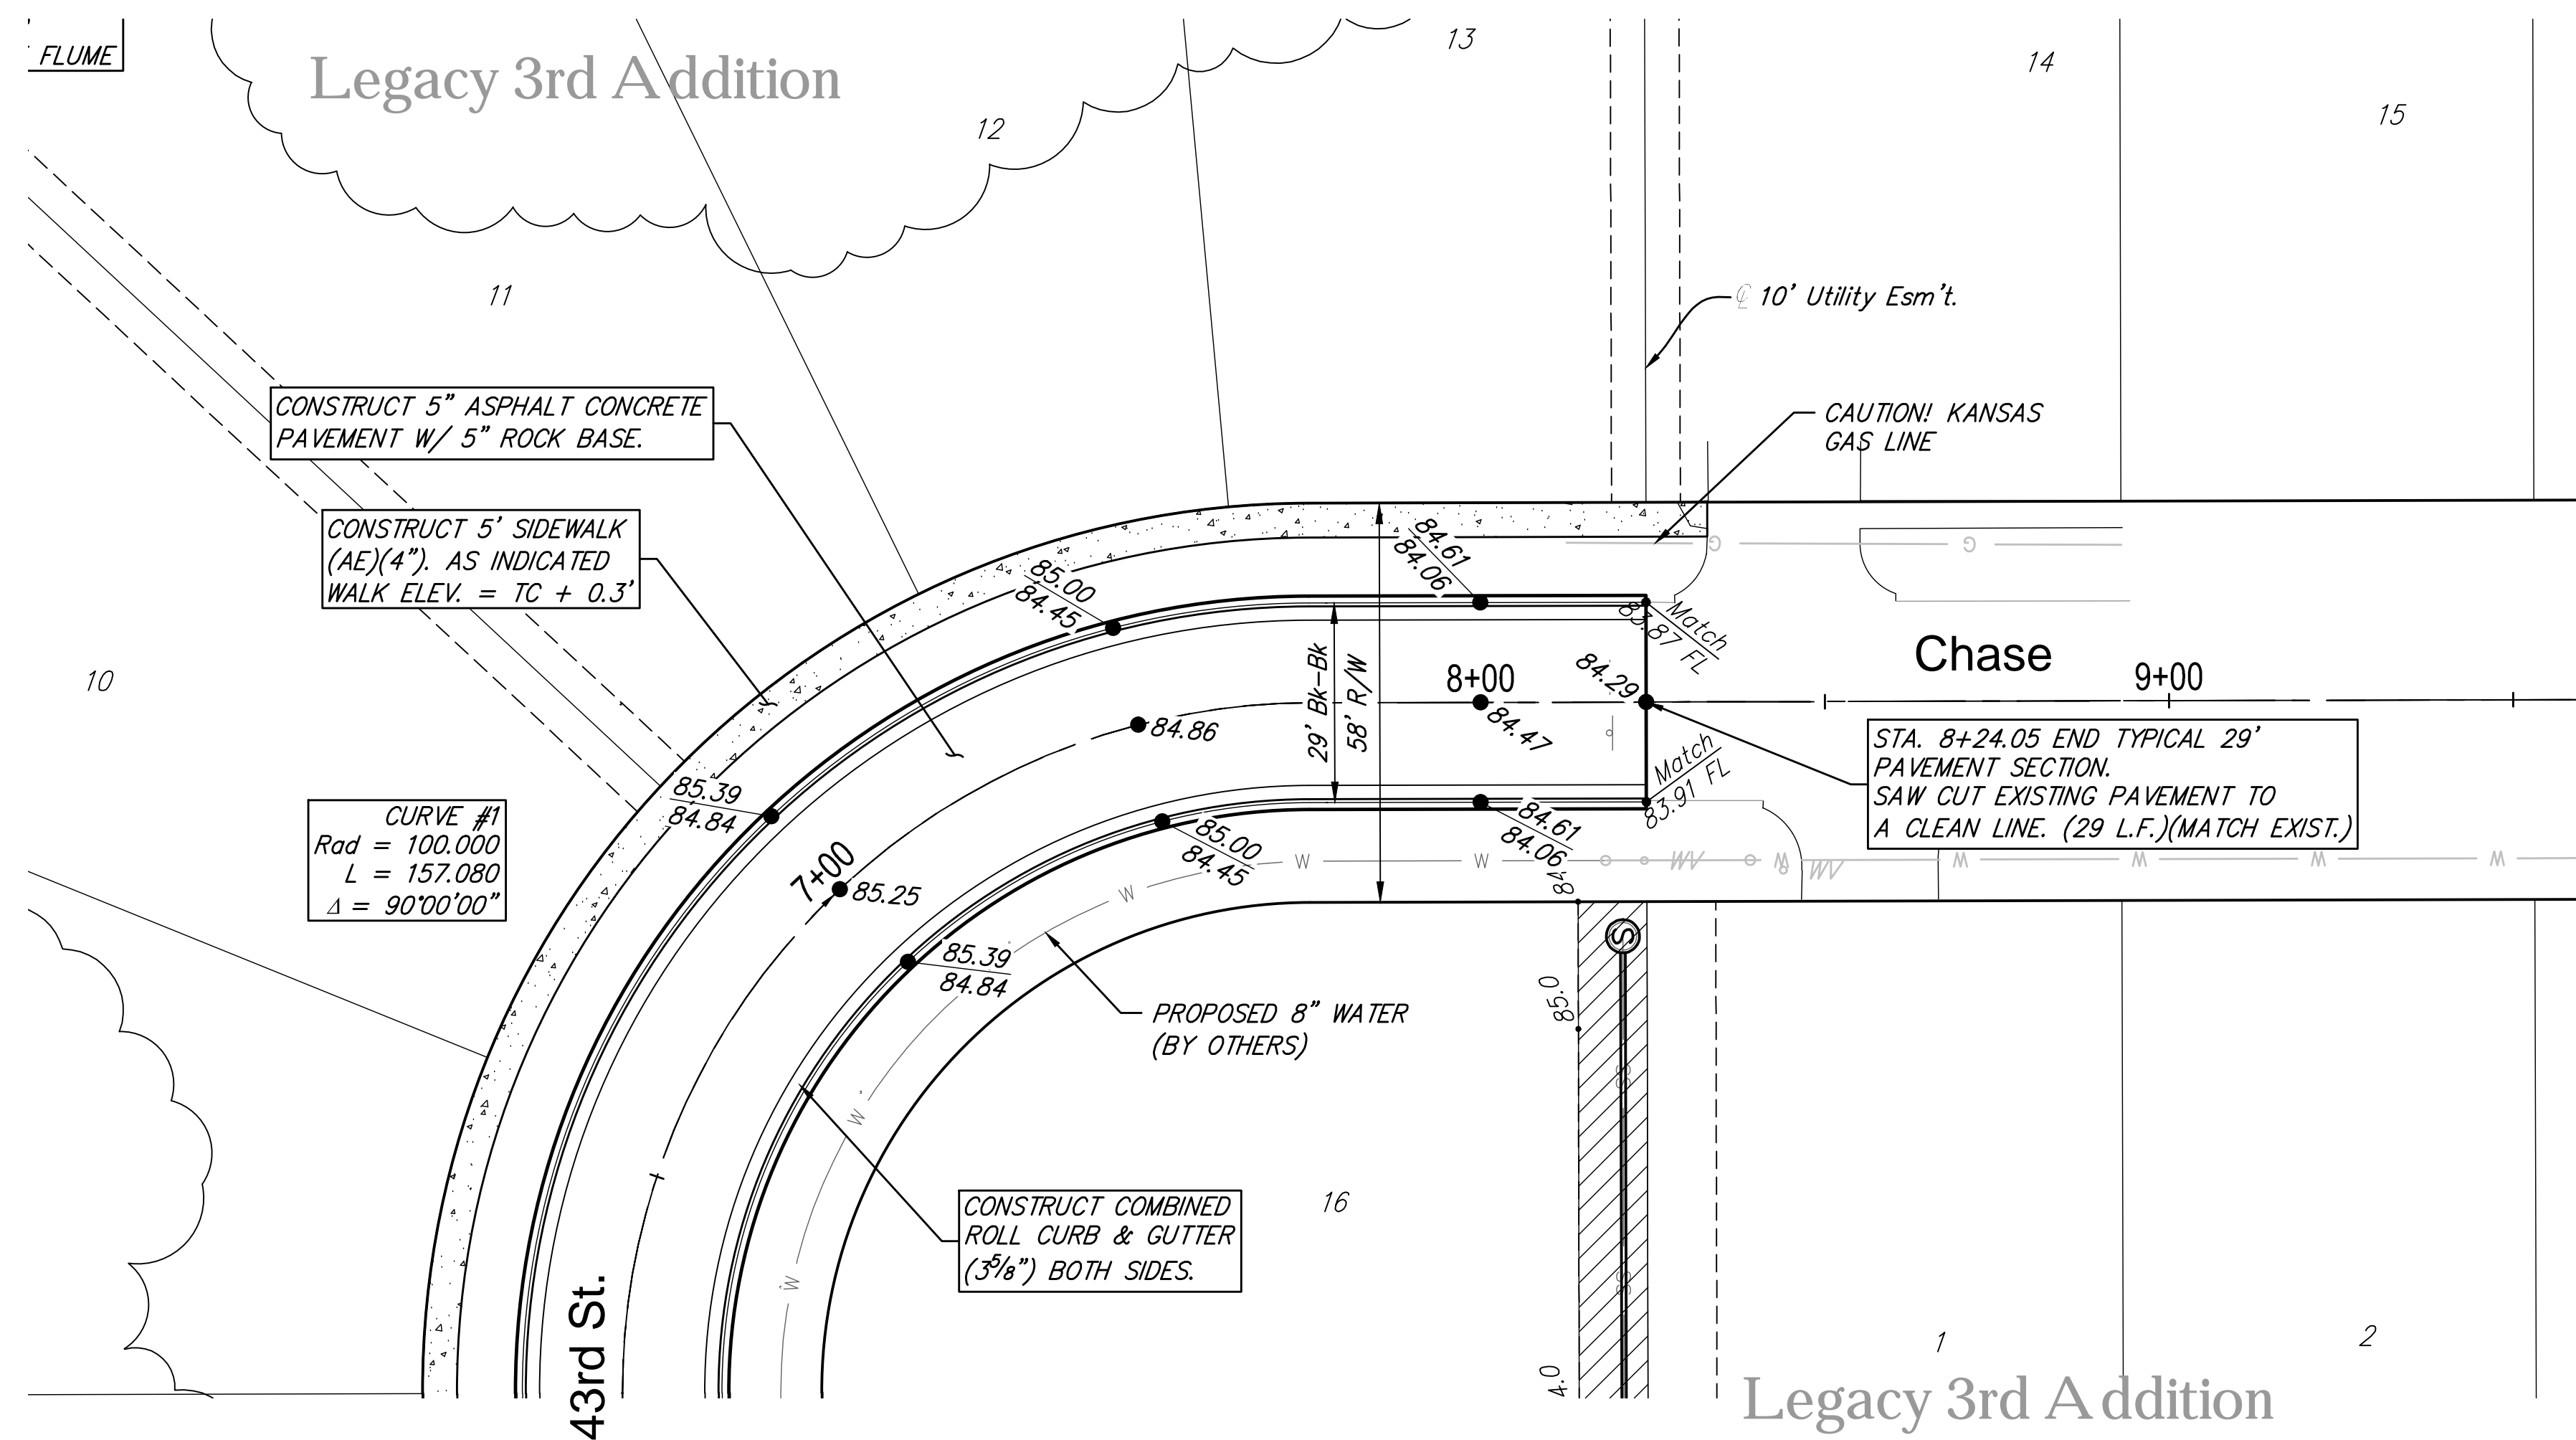 FLUME
Legacy 3rd Addition
13
14
15
12
11
10
℄ 10' Utility Esm't.
CAUTION! KANSAS
GAS LINE
CONSTRUCT 5" ASPHALT CONCRETE
PAVEMENT W/ 5" ROCK BASE.
CONSTRUCT 5' SIDEWALK
(AE)(4"). AS INDICATED
WALK ELEV. = TC + 0.3'
85.00
84.45
84.61
84.06
G
G
Match
83.87 FL
Chase
9+00
8+00
84.29
84.47
29' Bk-Bk
58' R/W
84.86
Match
83.91 FL
STA. 8+24.05 END TYPICAL 29'
PAVEMENT SECTION.
SAW CUT EXISTING PAVEMENT TO
A CLEAN LINE. (29 L.F.)(MATCH EXIST.)
85.39
84.84
CURVE #1
Rad = 100.000
L = 157.080
Δ = 90°00'00"
7+00
85.25
85.00
84.45
84.61
84.06
W
W
W
W
W
WV
W
WV
W
W
W
W
85.39
84.84
S
85.0
PROPOSED 8" WATER
(BY OTHERS)
SS
SS
CONSTRUCT COMBINED
ROLL CURB & GUTTER
(3⅝") BOTH SIDES.
16
1
2
43rd St.
4.0
Legacy 3rd Addition